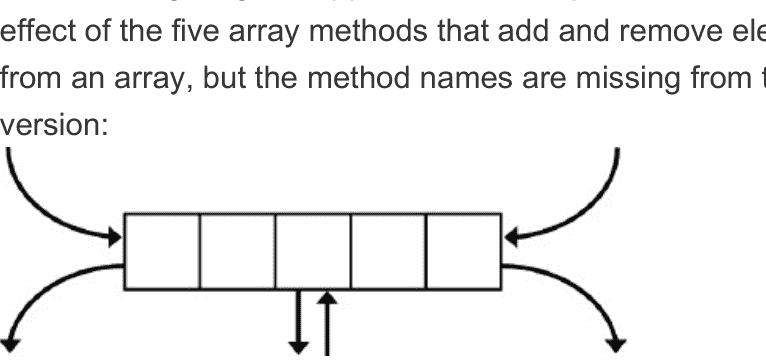 effect of the five array methods that add and remove
from an array, but the method names are missing from
version: